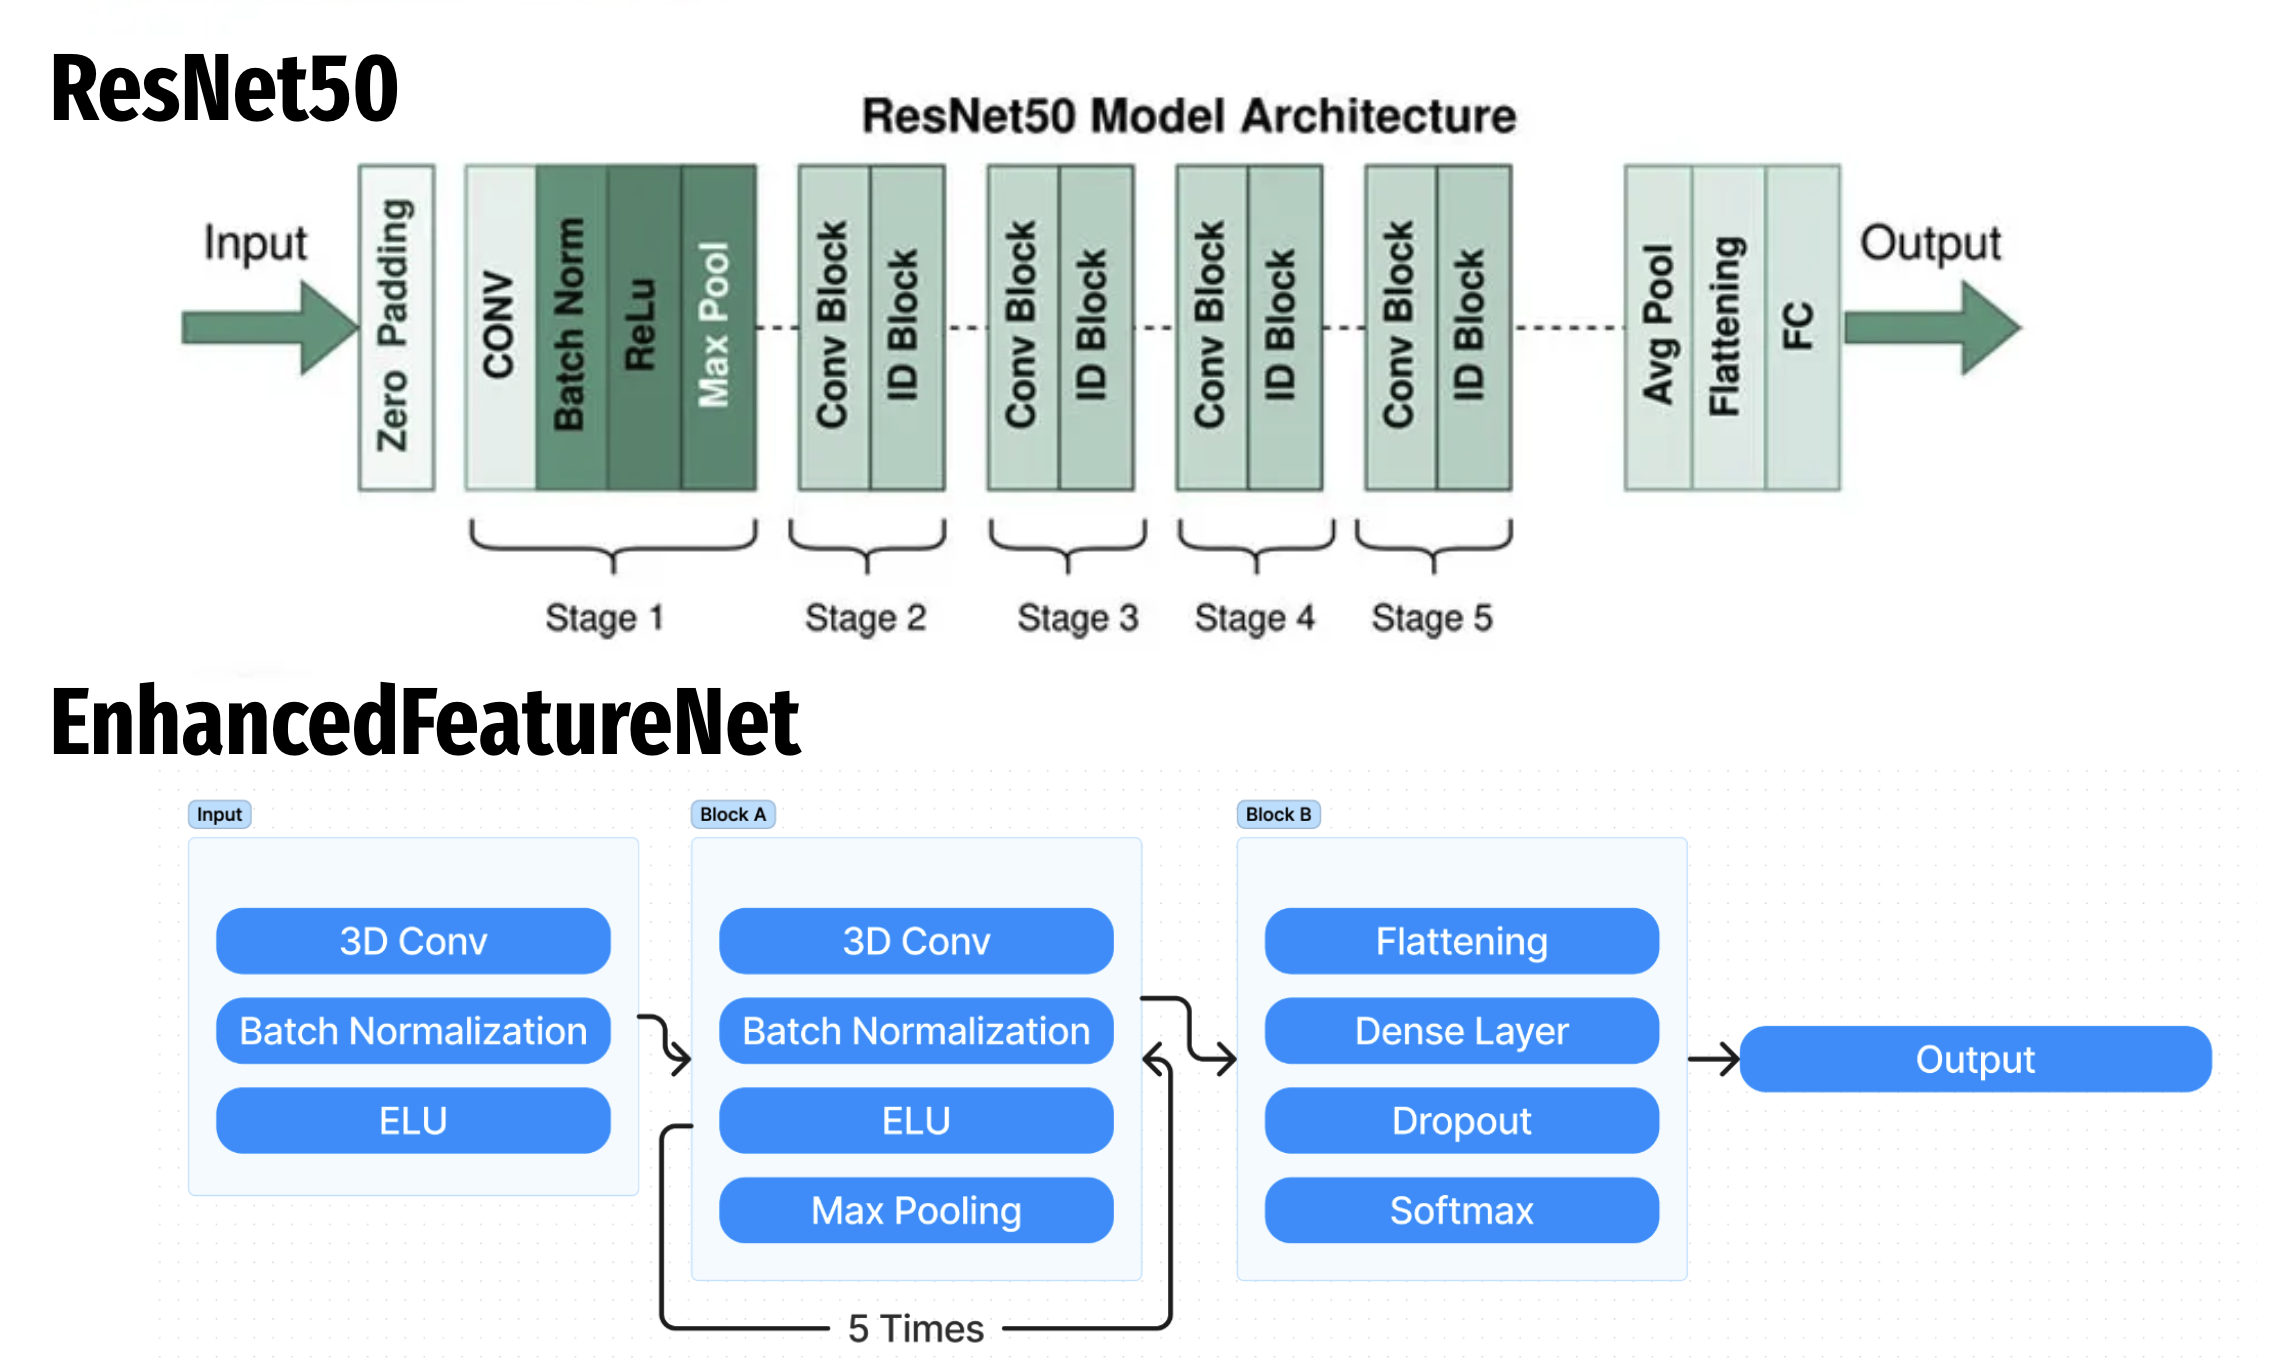 ResNet50
ResNet50 Model Architecture
Input
Zero Padding
CONV
Batch Norm
ReLu
Max Pool
Conv Block
ID Block
Conv Block
ID Block
Conv Block
ID Block
Conv Block
ID Block
Avg Pool
Flattening
FC
Output
Stage 1
Stage 2
Stage 3
Stage 4
Stage 5
EnhancedFeatureNet
Input
3D Conv
Batch Normalization
ELU
Block A
3D Conv
Batch Normalization
ELU
Max Pooling
5 Times
Block B
Flattening
Dense Layer
Dropout
Softmax
Output